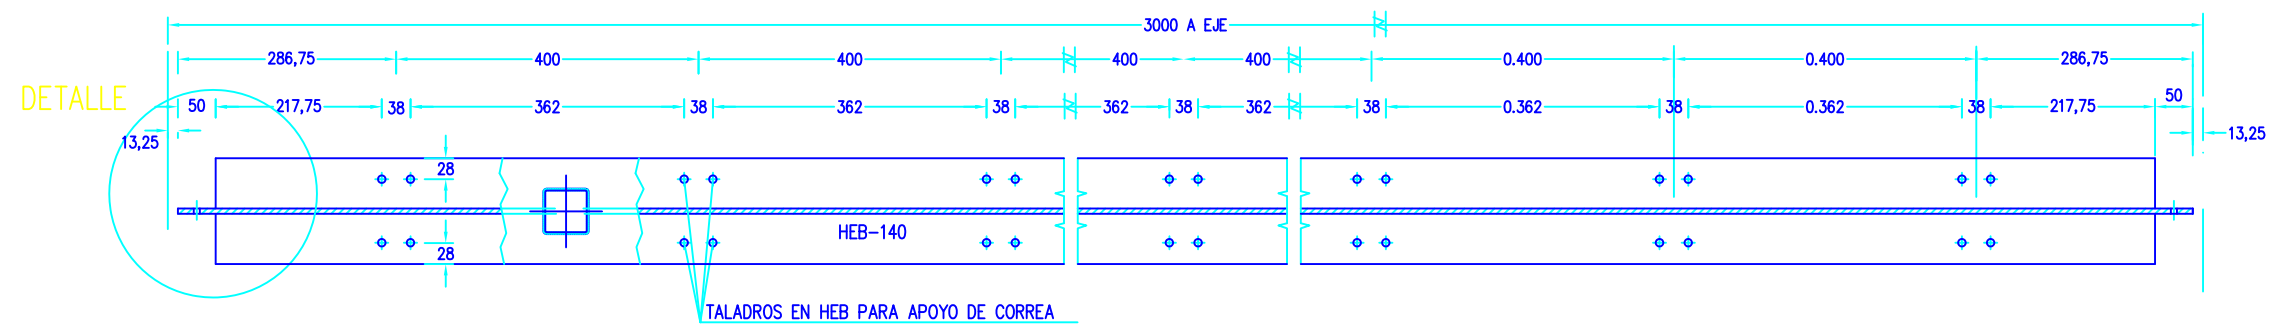 3000 A EJE
286,75 400 400 400 400 0.400 0.400 286,75
DETALLE
50 217,75 38 362 38 362 38 362 38 362 38 0.362 38 0.362 38 217,75 50
13,25 13,25
28
HEB-140
28
TALADROS EN HEB PARA APOYO DE CORREA